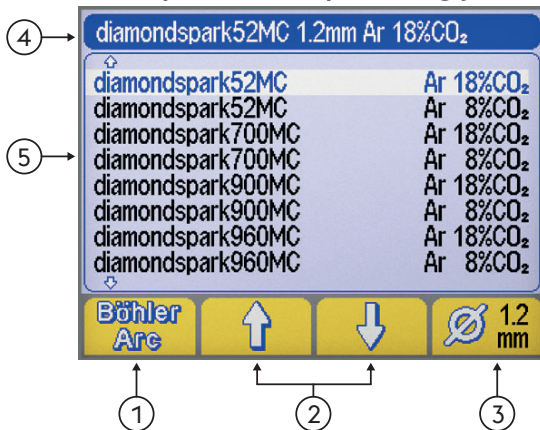 diamondspark52MC 1.2mm Ar 18%CO₂
4
diamondspark52MC Ar 18%CO₂
diamondspark52MC Ar 8%CO₂
diamondspark700MC Ar 18%CO₂
diamondspark700MC Ar 8%CO₂
5
diamondspark900MC Ar 18%CO₂
diamondspark900MC Ar 8%CO₂
diamondspark960MC Ar 18%CO₂
diamondspark960MC Ar 8%CO₂
Böhler
Arc
1.2
mm
1 2 3